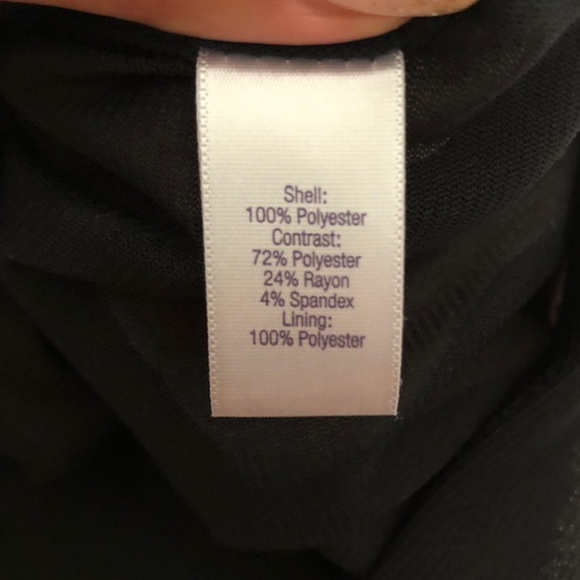 Shell:
100% Polyester
Contrast:
72% Polyester
24% Rayon
4% Spandex
Lining:
100% Polyester